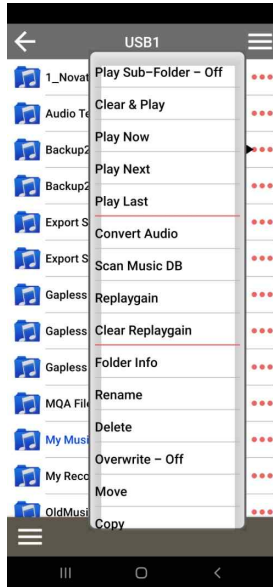 USB1
1_Novat
Play Sub-Folder - Off
Audio Te
Clear & Play
Play Now
Backup2
Play Next
Backup2
Play Last
Export S
Convert Audio
Export S
Scan Music DB
Gapless
Replaygain
Gapless
Clear Replaygain
Gapless
Folder Info
Rename
MQA File
Delete
My Musi
Overwrite - Off
My Reco
Move
OldMusi
Copy